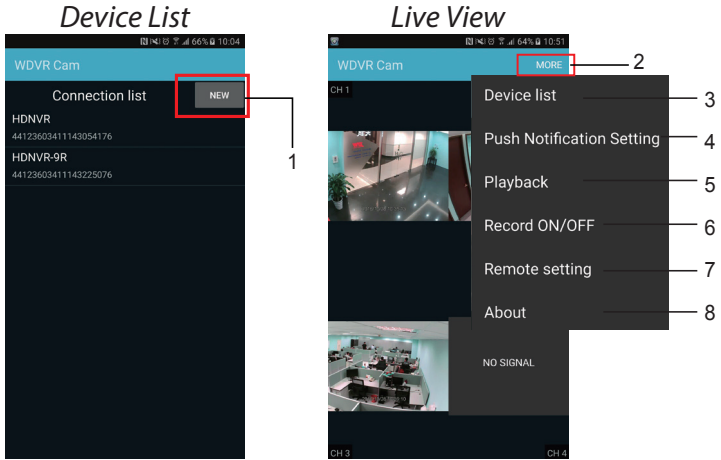 Device List
Live View
66% 10:04
64% 10:51
WDVR Cam
WDVR Cam
MORE
2
Connection list
NEW
1
HDNVR
44123603411143054176
HDNVR-9R
44123603411143225076
CH 1
Device list
3
Push Notification Setting
4
Playback
5
Record ON/OFF
6
Remote setting
7
About
8
NO SIGNAL
CH 3
CH 4